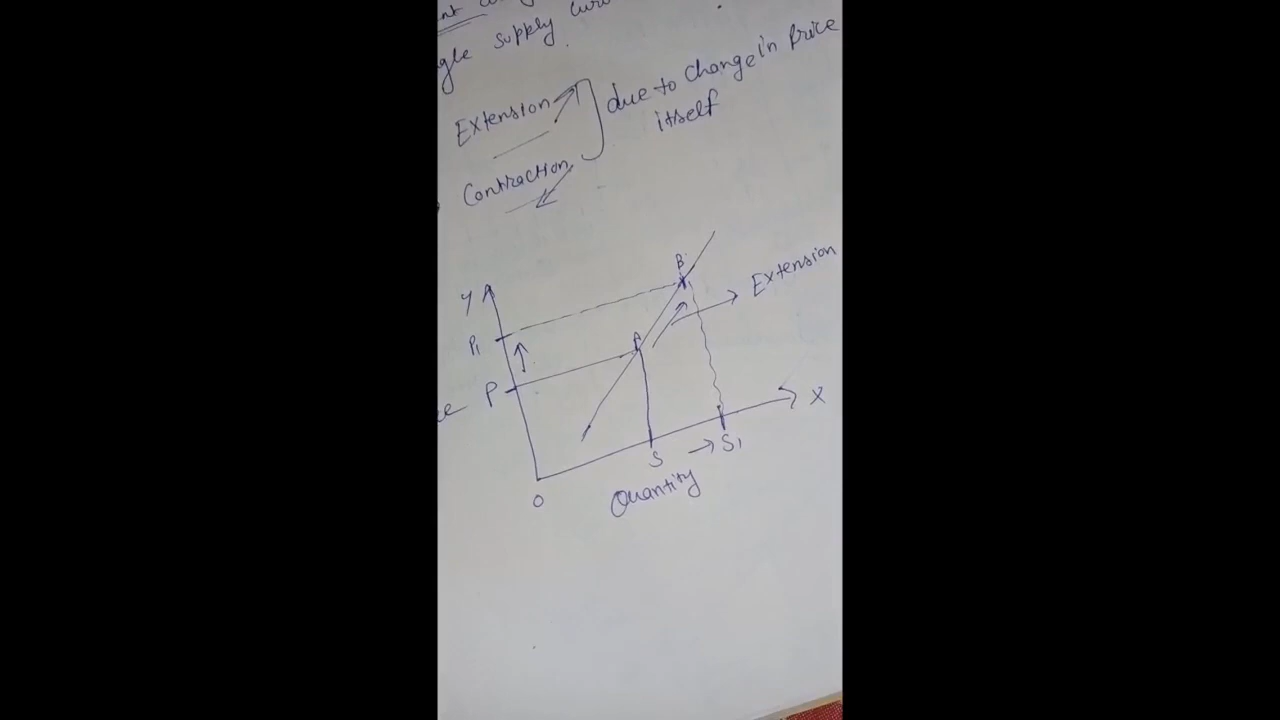 supply
Extension
due to change in price
itself
Contraction
B
Y
Extension
P1
A
P
X
S
S1
Quantity
O